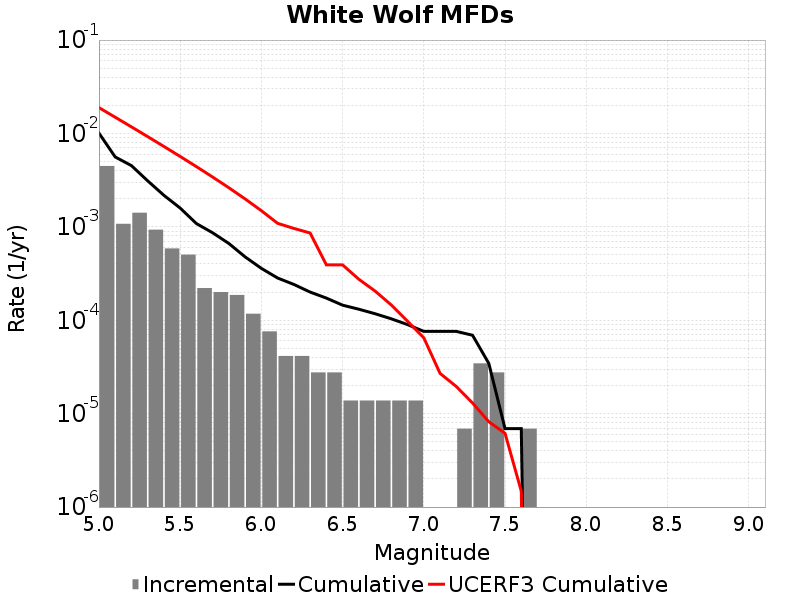 White Wolf MFDs
10^-1
10^-2
10^-3
10^-4
10^-5
10^-6
Rate (1/yr)
5.0 5.5 6.0 6.5 7.0 7.5 8.0 8.5 9.0
Magnitude
Incremental Cumulative UCERF3 Cumulative